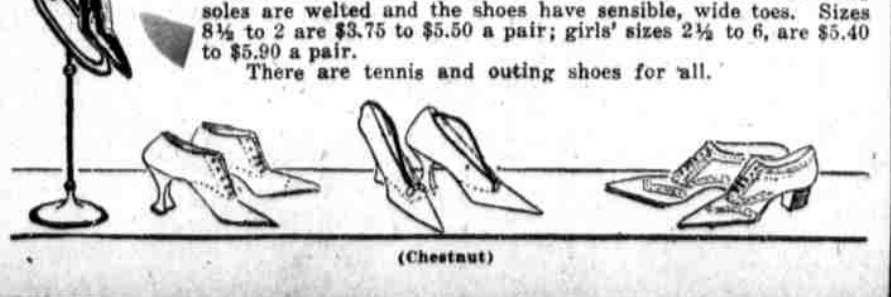 soles are welted and the shoes have sensible, wide toes. Sizes
8½ to 2 are $3.75 to $5.50 a pair; girls' sizes 2½ to 6, are $5.40
to $5.90 a pair.
There are tennis and outing shoes for all.
(Chestnut)